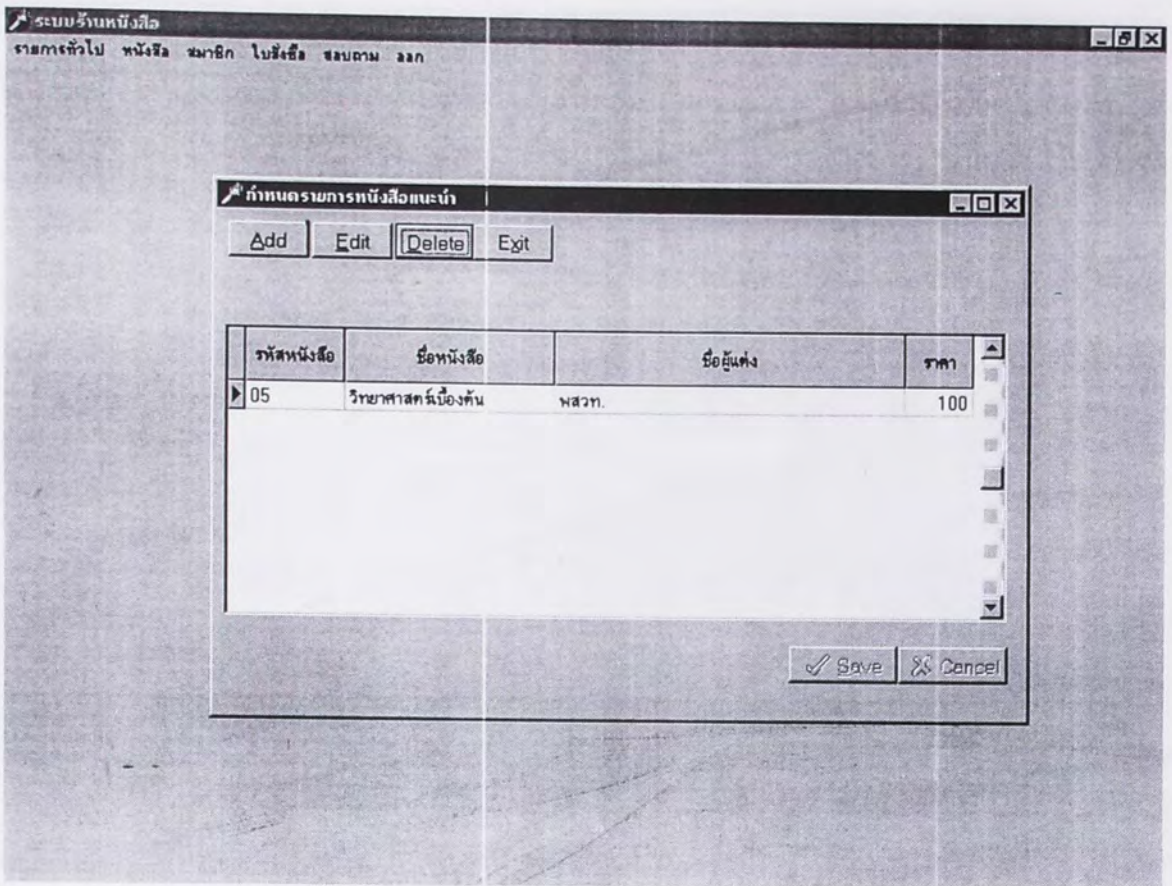 ระบบร้านหนังสือ
รายการทั่วไป หนังสือ สมาชิก ใบสั่งซื้อ สอบถาม ออก
กำหนดรายการหนังสือแนะนำ
Add Edit Delete Exit
รหัสหนังสือ ชื่อหนังสือ ชื่อผู้แต่ง ราคา
05 วิทยาศาสตร์เบื้องต้น พสวท. 100
Save Cancel